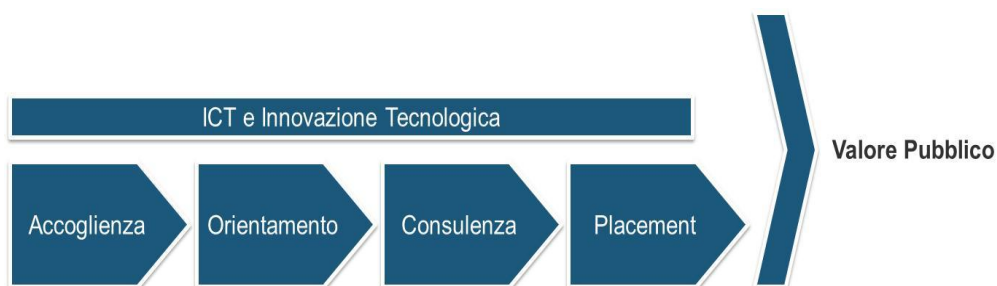 ICT e Innovazione Tecnologica
Valore Pubblico
Accoglienza
Orientamento
Consulenza
Placement